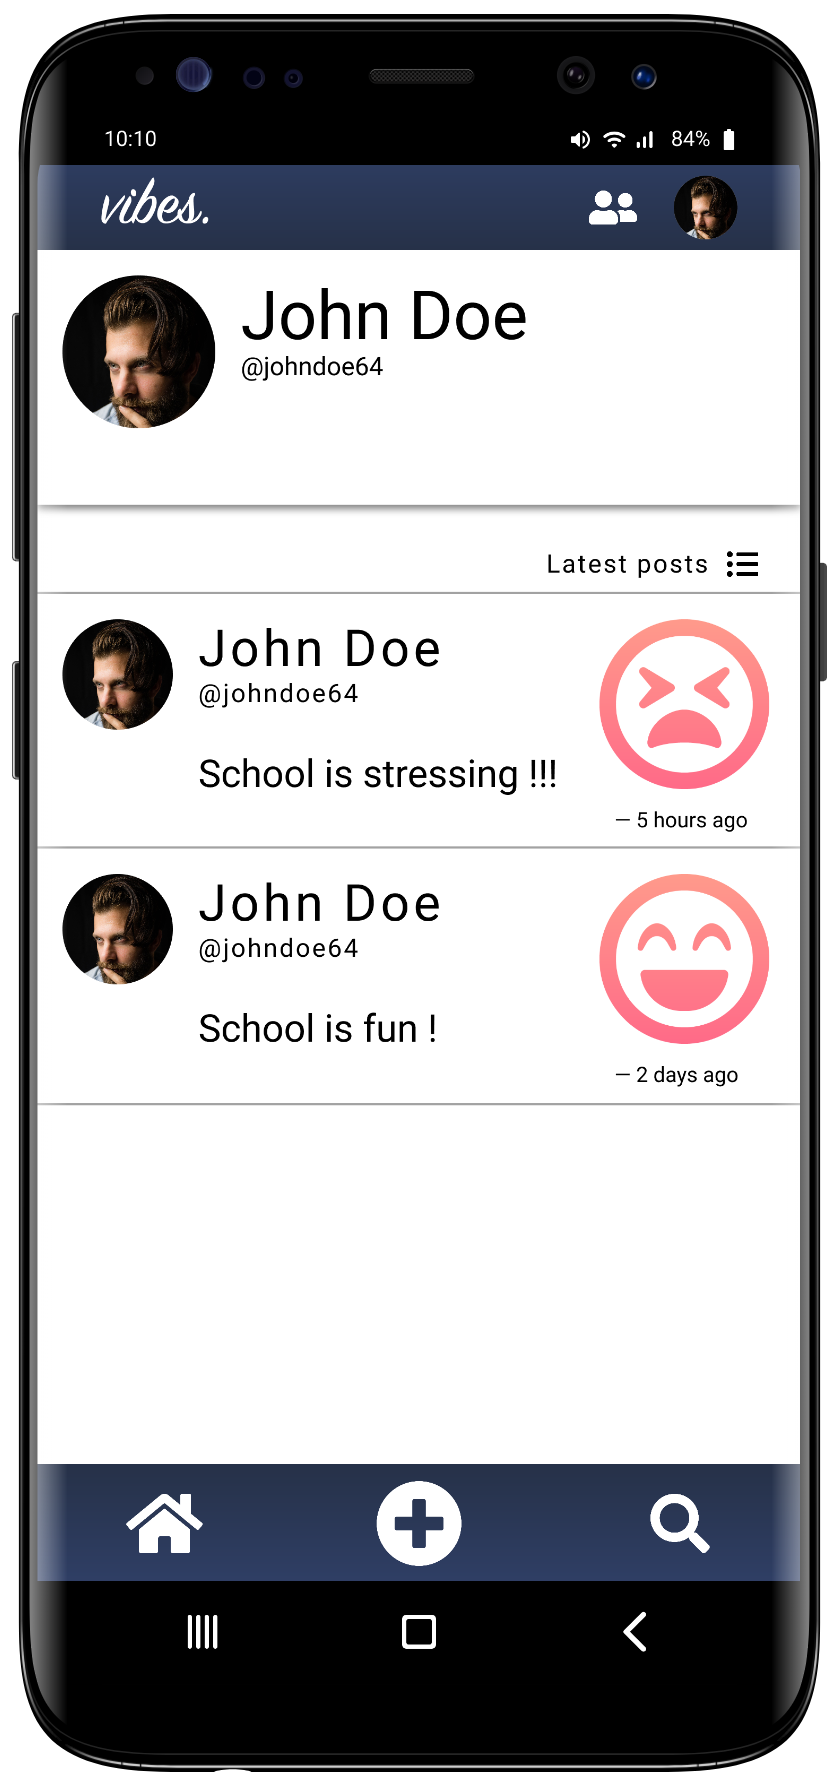 10:10 84%
vibes.
John Doe
@johndoe64
Latest posts
John Doe
@johndoe64
School is stressing !!!
— 5 hours ago
John Doe
@johndoe64
School is fun !
— 2 days ago